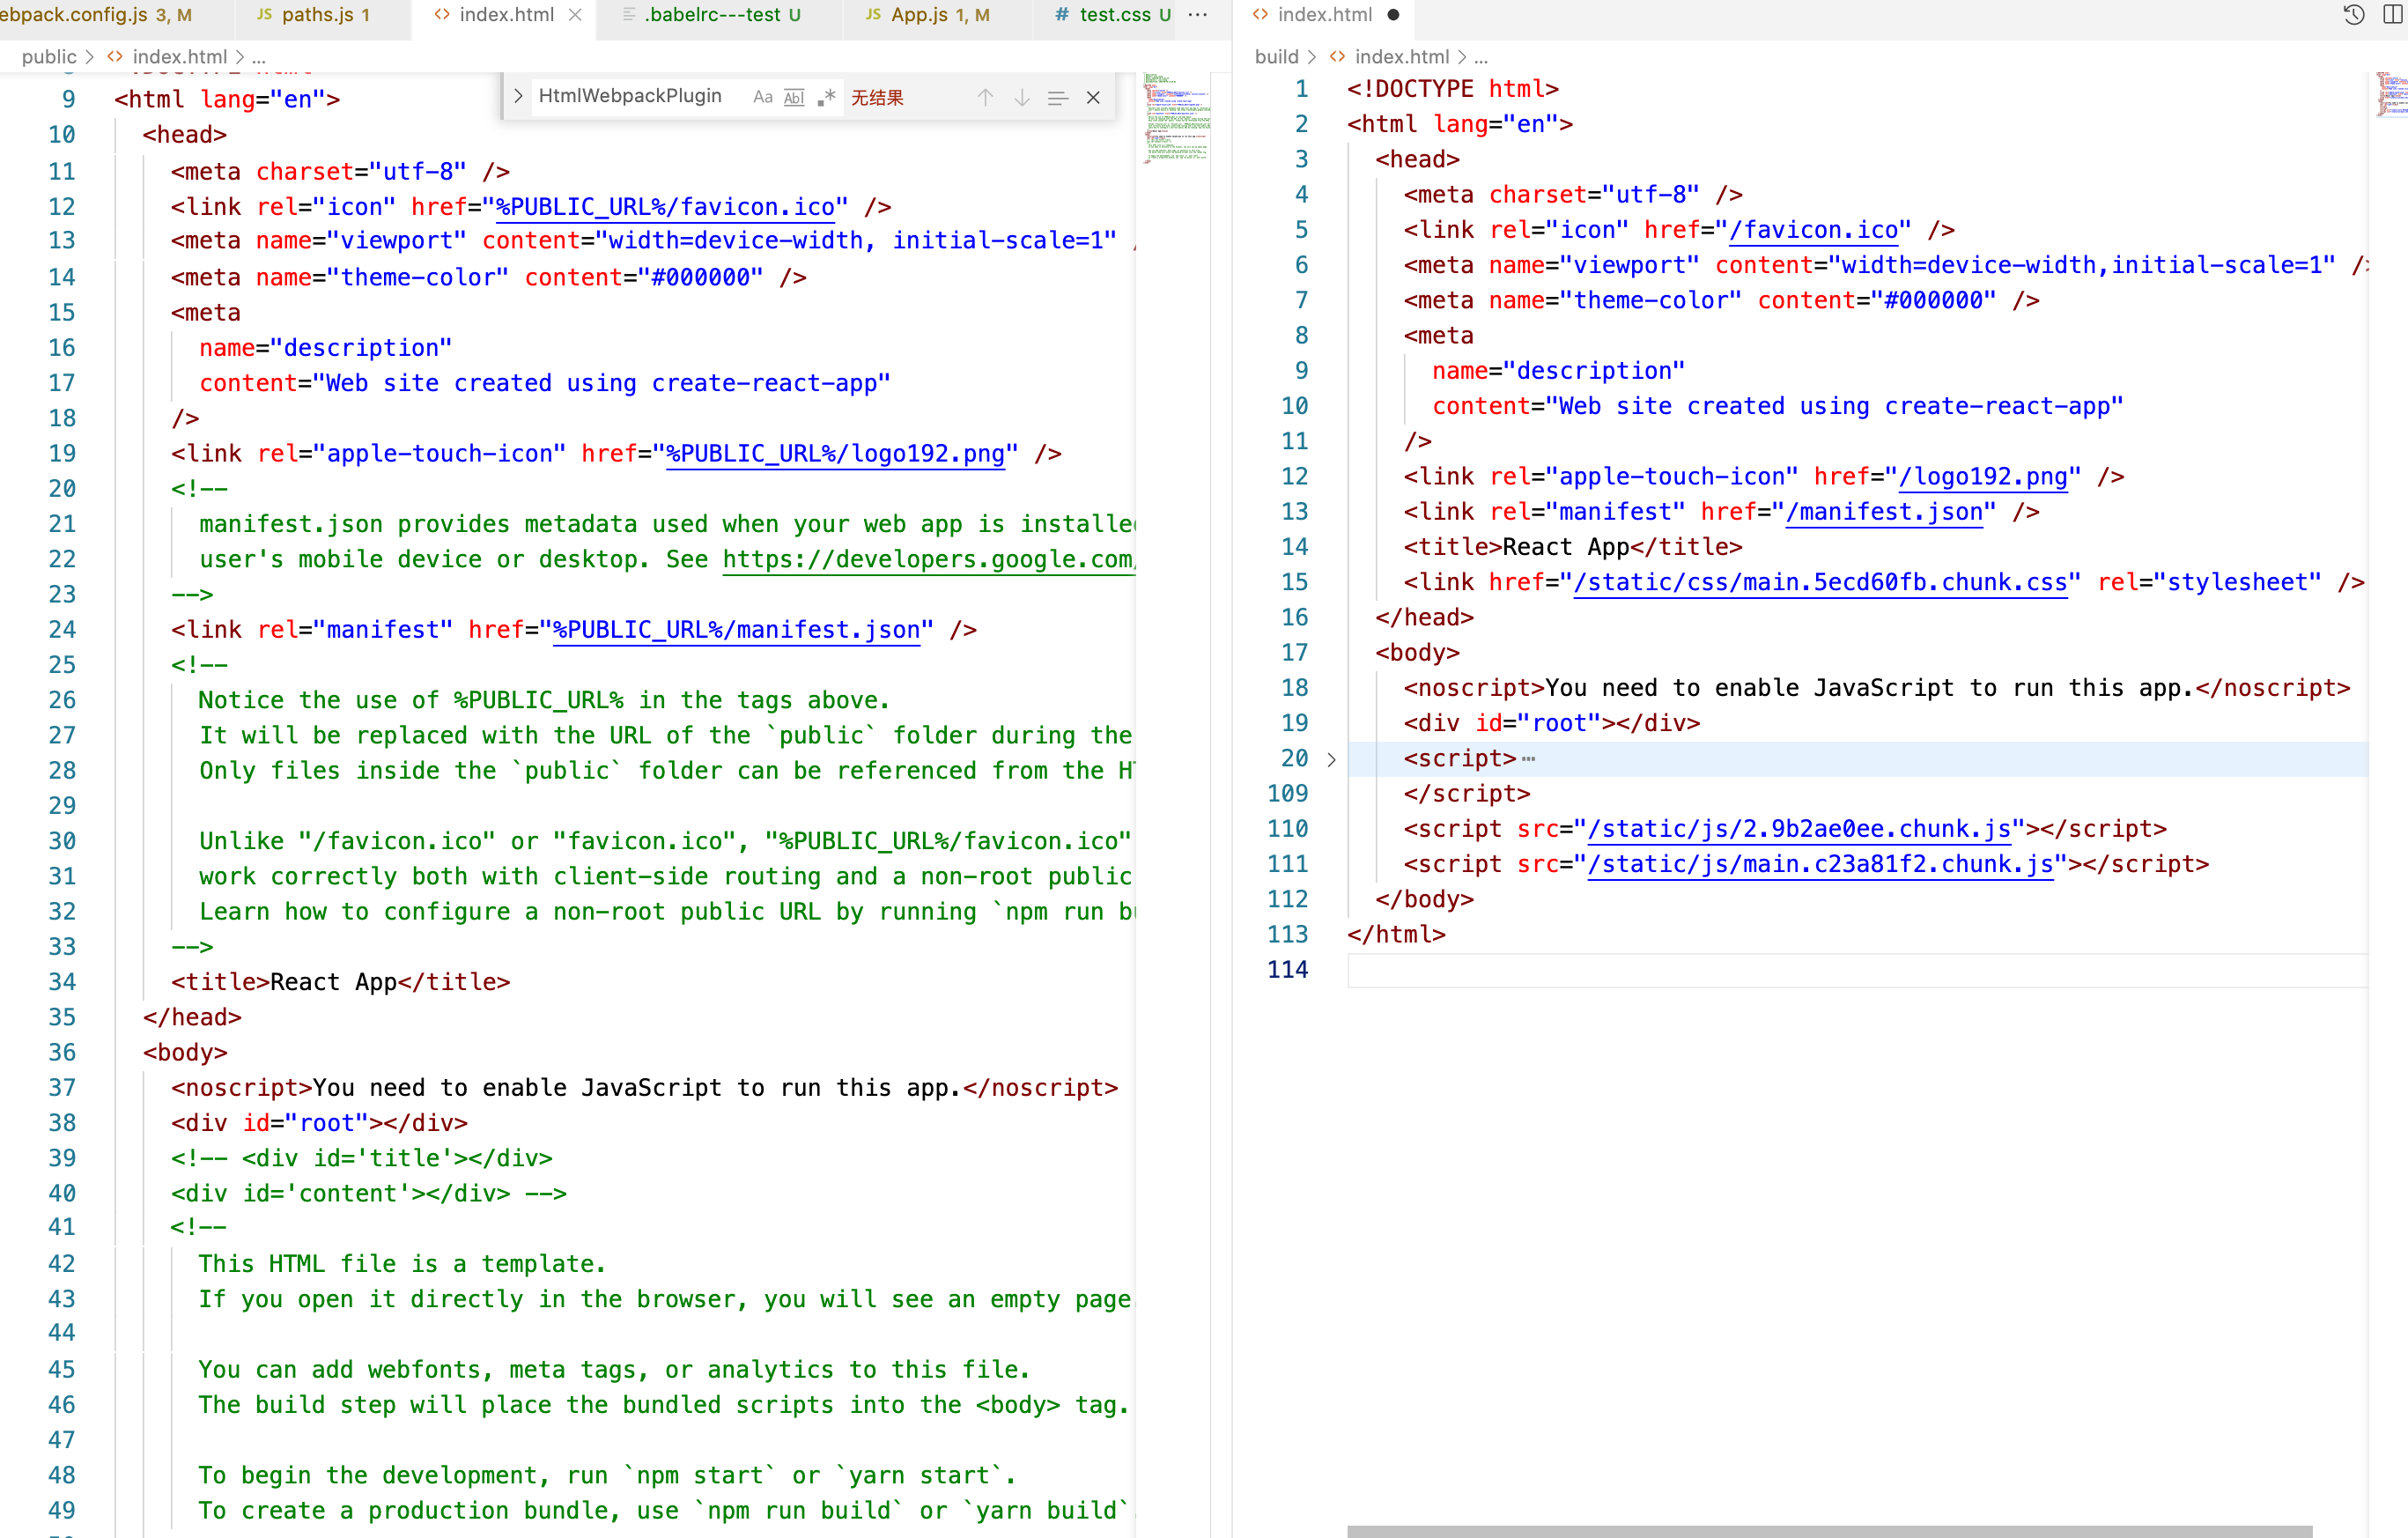 ebpack.config.js 3, M
JS paths.js 1
<> index.html
.babelrc---test U
JS App.js 1, M
# test.css U ...
public > <> index.html > ...
HtmlWebpackPlugin Aa Abl .* 无结果
9 <html lang="en">
10 <head>
11 <meta charset="utf-8" />
12 <link rel="icon" href="%PUBLIC_URL%/favicon.ico" />
13 <meta name="viewport" content="width=device-width, initial-scale=1" /
14 <meta name="theme-color" content="#000000" />
15 <meta
16 name="description"
17 content="Web site created using create-react-app"
18 />
19 <link rel="apple-touch-icon" href="%PUBLIC_URL%/logo192.png" />
20 <!--
21 manifest.json provides metadata used when your web app is installed
22 user's mobile device or desktop. See https://developers.google.com/
23 -->
24 <link rel="manifest" href="%PUBLIC_URL%/manifest.json" />
25 <!--
26 Notice the use of %PUBLIC_URL% in the tags above.
27 It will be replaced with the URL of the `public` folder during the
28 Only files inside the `public` folder can be referenced from the
29
30 Unlike "/favicon.ico" or "favicon.ico", "%PUBLIC_URL%/favicon.ico"
31 work correctly both with client-side routing and a non-root public
32 Learn how to configure a non-root public URL by running `npm run
33 -->
34 <title>React App</title>
35 </head>
36 <body>
37 <noscript>You need to enable JavaScript to run this app.</noscript>
38 <div id="root"></div>
39 <!-- <div id='title'></div>
40 <div id='content'></div> -->
41 <!--
42 This HTML file is a template.
43 If you open it directly in the browser, you will see an empty page
44
45 You can add webfonts, meta tags, or analytics to this file.
46 The build step will place the bundled scripts into the <body> tag.
47
48 To begin the development, run `npm start` or `yarn start`.
49 To create a production bundle, use `npm run build` or `yarn build`
<> index.html
build > <> index.html > ...
1 <!DOCTYPE html>
2 <html lang="en">
3 <head>
4 <meta charset="utf-8" />
5 <link rel="icon" href="/favicon.ico" />
6 <meta name="viewport" content="width=device-width,initial-scale=1" />
7 <meta name="theme-color" content="#000000" />
8 <meta
9 name="description"
10 content="Web site created using create-react-app"
11 />
12 <link rel="apple-touch-icon" href="/logo192.png" />
13 <link rel="manifest" href="/manifest.json" />
14 <title>React App</title>
15 <link href="/static/css/main.5ecd60fb.chunk.css" rel="stylesheet" />
16 </head>
17 <body>
18 <noscript>You need to enable JavaScript to run this app.</noscript>
19 <div id="root"></div>
20 <script>...
109 </script>
110 <script src="/static/js/2.9b2ae0ee.chunk.js"></script>
111 <script src="/static/js/main.c23a81f2.chunk.js"></script>
112 </body>
113 </html>
114